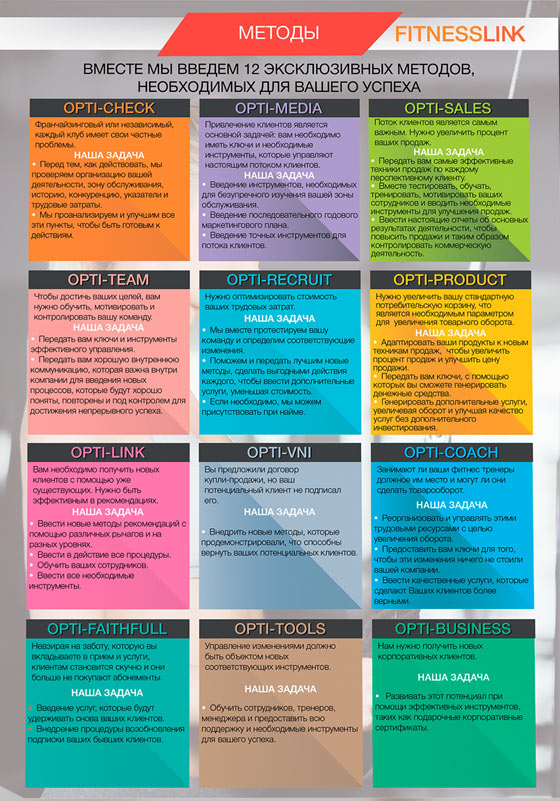 МЕТОДЫ
FITNESSLINK
ВМЕСТЕ МЫ ВВЕДЕМ 12 ЭКСКЛЮЗИВНЫХ МЕТОДОВ,
НЕОБХОДИМЫХ ДЛЯ ВАШЕГО УСПЕХА
OPTI-CHECK
Франчайзинговый или независимый,
каждый клуб имеет свои частные
проблемы.
НАША ЗАДАЧА
• Перед тем, как действовать, мы
проверяем организацию вашей
деятельности, зону обслуживания,
историю, конкуренцию, указатели и
трудовые затраты.
• Мы проанализируем и улучшим все
эти пункты, чтобы быть готовым к
действиям.
OPTI-MEDIA
Привлечение клиентов является
основной задачей: вам необходимо
иметь ключи и необходимые
инструменты, которые управляют
настоящим потоком клиентов.
НАША ЗАДАЧА
• Введение инструментов, необходимых
для безупречного изучения вашей зоны
обслуживания.
• Введение последовательного годового
маркетингового плана.
• Введение точных инструментов для
потока клиентов.
OPTI-SALES
Поток клиентов является самым
важным. Нужно увеличить процент
ваших продаж.
НАША ЗАДАЧА
• Передать вам самые эффективные
техники продаж по каждому
перспективному клиенту.
• Вместе тестировать, обучать,
тренировать, мотивировать ваших
сотрудников и вводить необходимые
инструменты для улучшения продаж.
• Ввести настоящие отчеты об основных
результатах деятельности, чтобы
повысить продажи и таким образом
контролировать коммерческую
деятельность.
OPTI-TEAM
Чтобы достичь ваших целей, вам
нужно обучить, мотивировать и
контролировать вашу команду.
НАША ЗАДАЧА
• Передать вам ключи и инструменты
эффективного управления.
• Передать вам хорошую внутреннюю
коммуникацию, которая важна внутри
компании для введения новых
процессов, которые будут хорошо
поняты, повторены и под контролем для
достижения непрерывного успеха.
OPTI-RECRUIT
Нужно оптимизировать стоимость
ваших трудовых затрат.
НАША ЗАДАЧА
• Мы вместе протестируем вашу
команду и определим соответствующие
изменения.
• Поможем и передать лучшим новые
методы, сделать выгодными действия
каждого, чтобы ввести дополнительные
услуги, уменьшая стоимость.
• Если необходимо, мы можем
присутствовать при найме.
OPTI-PRODUCT
Нужно увеличить вашу стандартную
потребительскую корзину, что
является необходимым параметром
для увеличения товарного оборота.
НАША ЗАДАЧА
• Адаптировать ваши продукты к новым
техникам продаж, чтобы увеличить
процент продаж и улучшить цену
продажи.
• Передать вам ключи, с помощью
которых вы сможете генерировать
денежные средства.
• Генерировать дополнительные услуги,
увеличевая оборот и улучшая качество
услуг без дополнительного
инвестирования.
OPTI-LINK
Вам необходимо получить новых
клиентов с помощью уже
существующих. Нужно быть
эффективным в рекомендациях.
НАША ЗАДАЧА
• Ввести новые методы рекомендаций с
помощью различных рычагов и на
разных уровнях.
• Ввести в действие все процедуры.
• Обучить ваших сотрудников.
• Ввести все необходимые
инструменты.
OPTI-VNI
Вы предложили договор
купли-продажи, но ваш
потенциальный клиент не подписал
его.
НАША ЗАДАЧА
• Внедрить новые методы, которые
продемонстрировали, что способны
вернуть ваших потенциальных клиентов.
OPTI-COACH
Занимают ли ваши фитнес тренеры
должное им место и могут ли они
сделать товарооборот.
НАША ЗАДАЧА
• Реорганизовать и управлять этими
трудовыми ресурсами с целью
увеличения оборота.
• Предоставить вам ключи для того,
чтобы эти изменения ничего не стоили
вашей компании.
• Ввести качественные услуги, которые
сделают Ваших клиентов более
верными.
OPTI-FAITHFULL
Невзирая на заботу, которую вы
вкладываете в прием и услуги,
клиентам становится скучно и они
больше не покупают абонементы.
НАША ЗАДАЧА
• Введение услуг, которые будут
удерживать снова ваших клиентов.
• Внедрение процедуры возобновления
подписки ваших бывших клиентов.
OPTI-TOOLS
Управление изменениями должно
быть объектом новых
соответствующих инструментов.
НАША ЗАДАЧА
• Обучить сотрудников, тренеров,
менеджера и предоставить всю
поддержку и необходимые инструменты
для вашего успеха.
OPTI-BUSINESS
Нам нужно получить новых
корпоративных клиентов.
НАША ЗАДАЧА
• Развивать этот потенциал при
помощи эффективных инструментов,
таких как подарочные корпоративные
сертификаты.